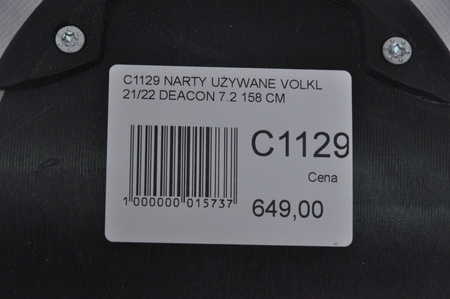 C1129 NARTY UŻYWANE VOLKL
21/22 DEACON 7.2 158 CM
C1129
Cena
1 000000 015737
649,00